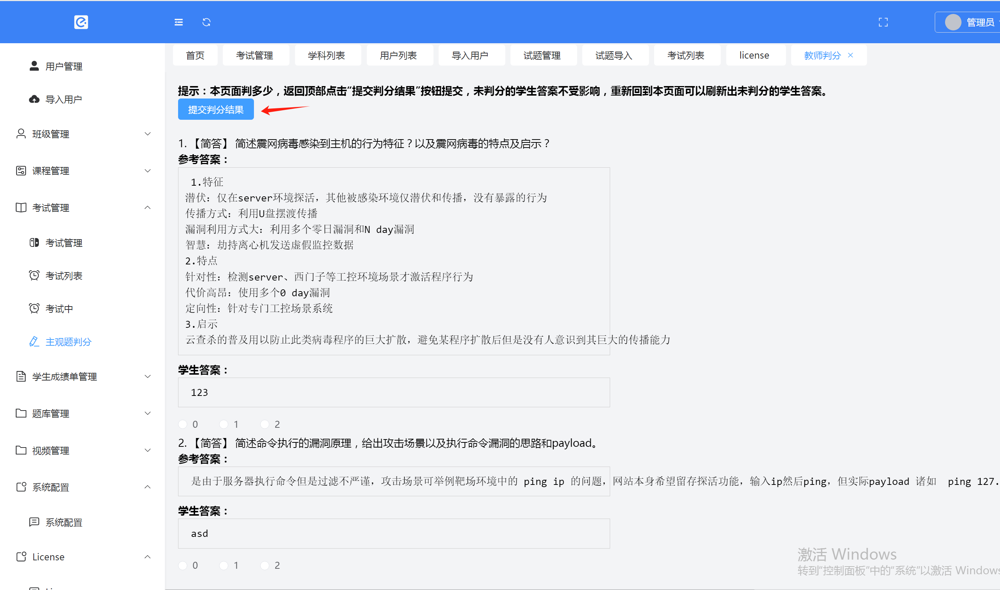 管理员
首页 考试管理 学科列表 用户列表 导入用户 试题管理 试题导入 考试列表 license 教师判分
用户管理
导入用户
班级管理
课程管理
考试管理
考试管理
考试列表
考试中
主观题判分
学生成绩单管理
题库管理
视频管理
系统配置
系统配置
License
提示：本页面判多少，返回顶部点击“提交判分结果”按钮提交，未判分的学生答案不受影响，重新回到本页面可以刷新出未判分的学生答案。
提交判分结果
1. 【简答】 简述震网病毒感染到主机的行为特征？以及震网病毒的特点及启示？
参考答案：
1.特征
潜伏：仅在server环境探活，其他被感染环境仅潜伏和传播，没有暴露的行为
传播方式：利用U盘摆渡传播
漏洞利用方式大：利用多个零日漏洞和N day漏洞
智慧：劫持离心机发送虚假监控数据
2.特点
针对性：检测server、西门子等工控环境场景才激活程序行为
代价高昂：使用多个0 day漏洞
定向性：针对专门工控场景系统
3.启示
云查杀的普及用以防止此类病毒程序的巨大扩散，避免某程序扩散后但是没有人意识到其巨大的传播能力
学生答案：
123
0 1 2
2. 【简答】 简述命令执行的漏洞原理，给出攻击场景以及执行命令漏洞的思路和payload。
参考答案：
是由于服务器执行命令但是过滤不严谨，攻击场景可举例靶场环境中的 ping ip 的问题，网站本身希望留存探活功能，输入ip然后ping，但实际payload 诸如 ping 127.
学生答案：
asd
0 1 2
激活 Windows
转到“控制面板”中的“系统”以激活 Windows